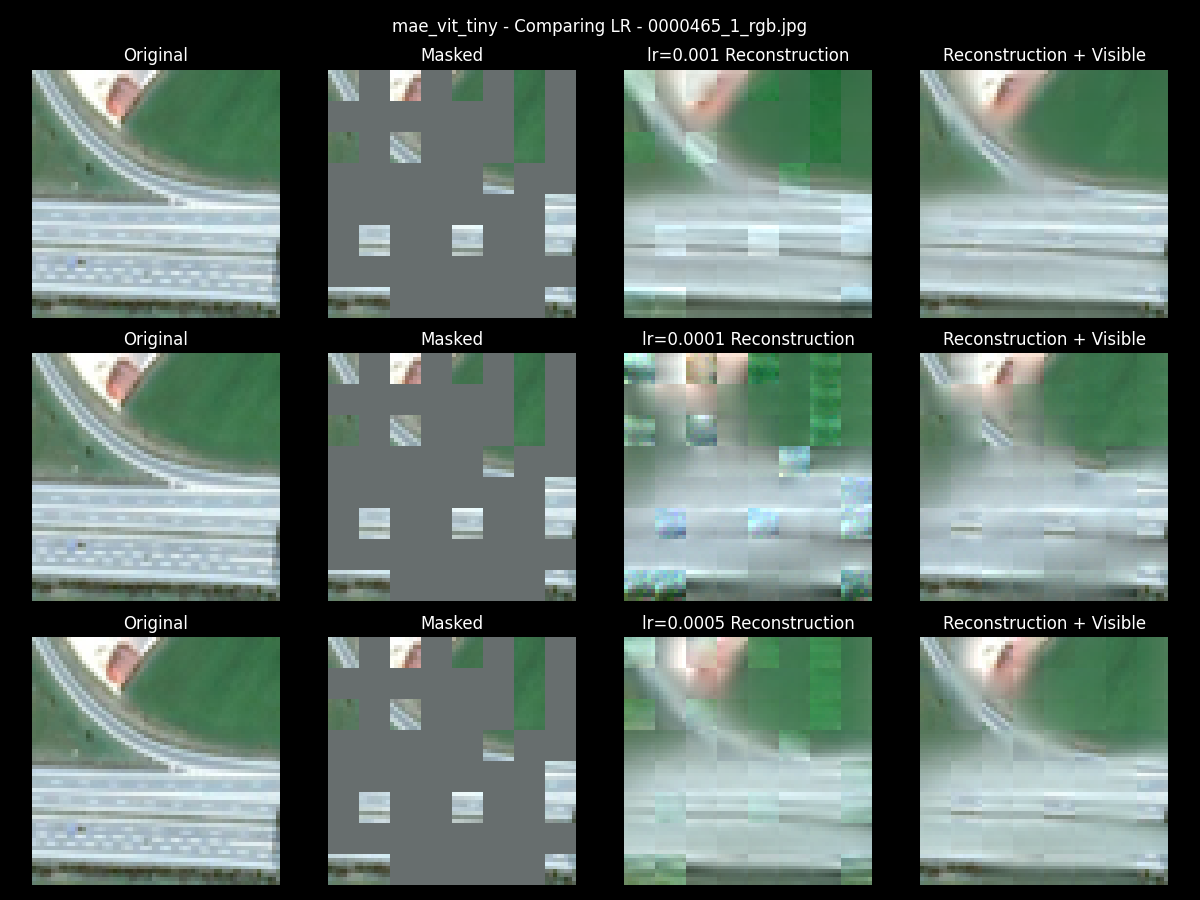 mae_vit_tiny - Comparing LR - 0000465_1_rgb.jpg
Original
Masked
lr=0.001 Reconstruction
Reconstruction + Visible
Original
Masked
lr=0.0001 Reconstruction
Reconstruction + Visible
Original
Masked
lr=0.0005 Reconstruction
Reconstruction + Visible